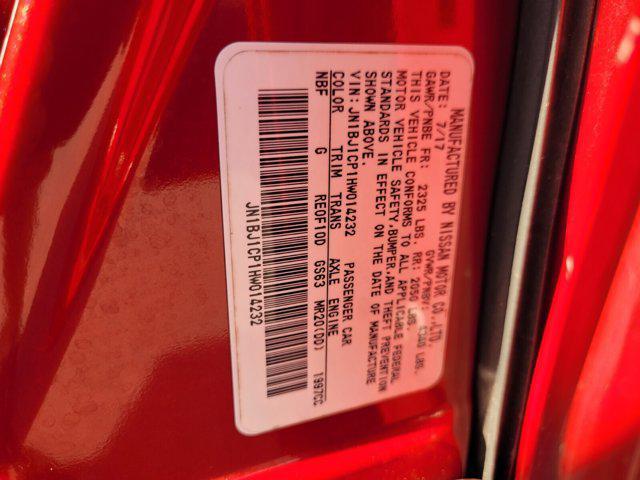 MANUFACTURED BY NISSAN MOTOR CO.,LTD.
DATE: 7/17 GVWR/PNBV: LBS.
GAWR/PNBE FR: 2325 LBS. RR: 2050 LBS.
THIS VEHICLE CONFORMS TO ALL APPLICABLE FEDERAL
MOTOR VEHICLE SAFETY,BUMPER,AND THEFT PREVENTION
STANDARDS IN EFFECT ON THE DATE OF MANUFACTURE
SHOWN ABOVE.
VIN:JN1BJ1CP1HW014232 PASSENGER CAR
COLOR TRIM TRANS AXLE ENGINE
NBF G RE0F10D GS63 MR20(DD) 1997CC
JN1BJ1CP1HW014232